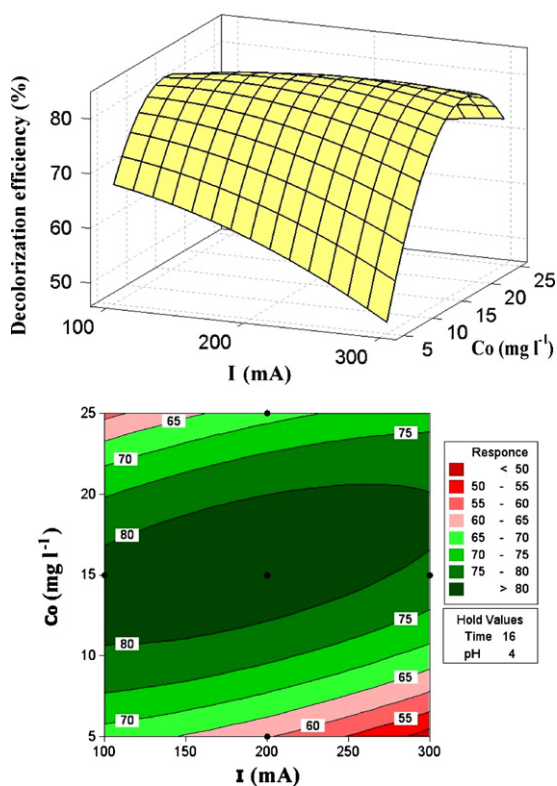 Decolorization efficiency (%)
80
70
60
50
100
200
300
I (mA)
5
10
15
20
25
Co (mg l⁻¹)
25
20
15
10
5
Co (mg l⁻¹)
65
75
70
80
80
75
65
70
60
55
100
150
200
250
300
I (mA)
Responce
< 50
50 - 55
55 - 60
60 - 65
65 - 70
70 - 75
75 - 80
> 80
Hold Values
Time 16
pH 4